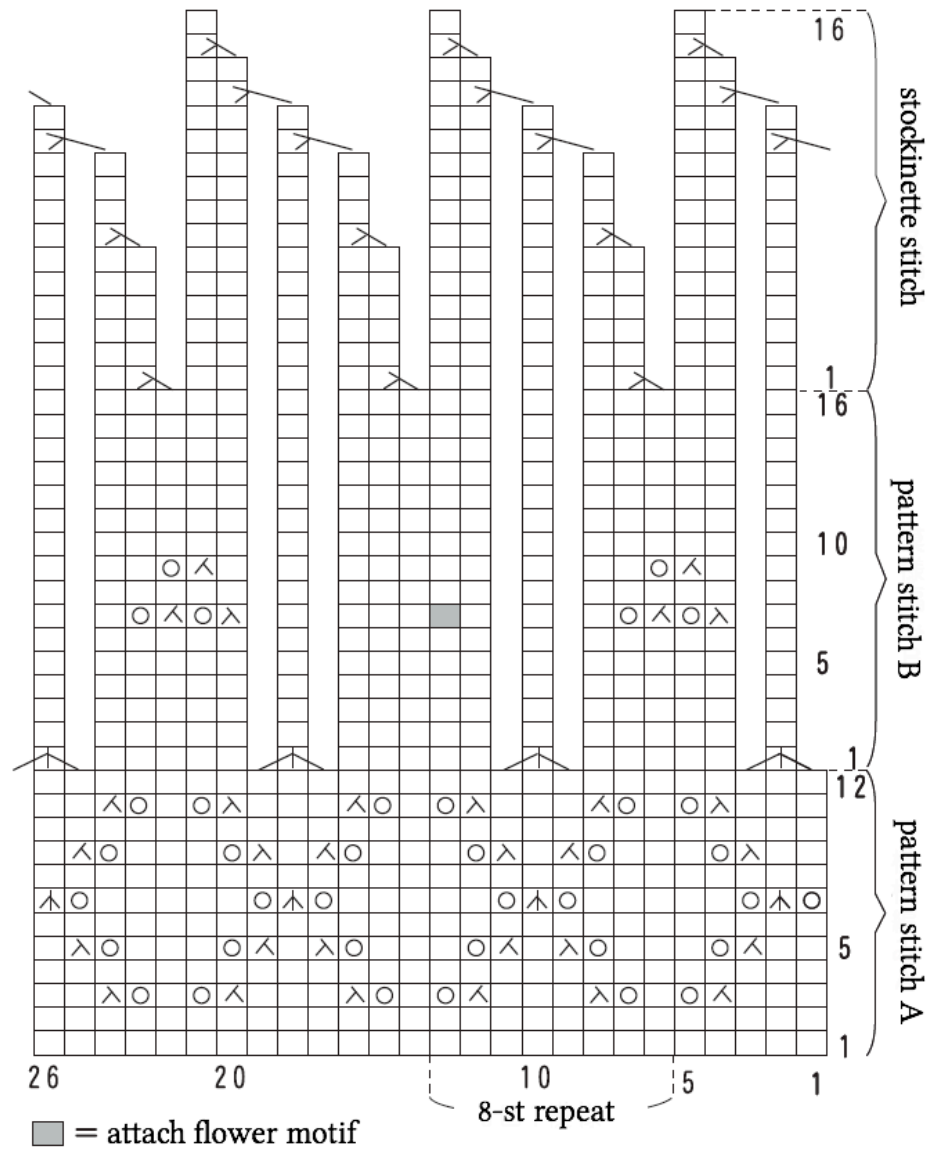 16
stockinette stitch
1
16
10
pattern stitch B
5
1
12
pattern stitch A
5
1
26 20 10 5 1
8-st repeat
= attach flower motif